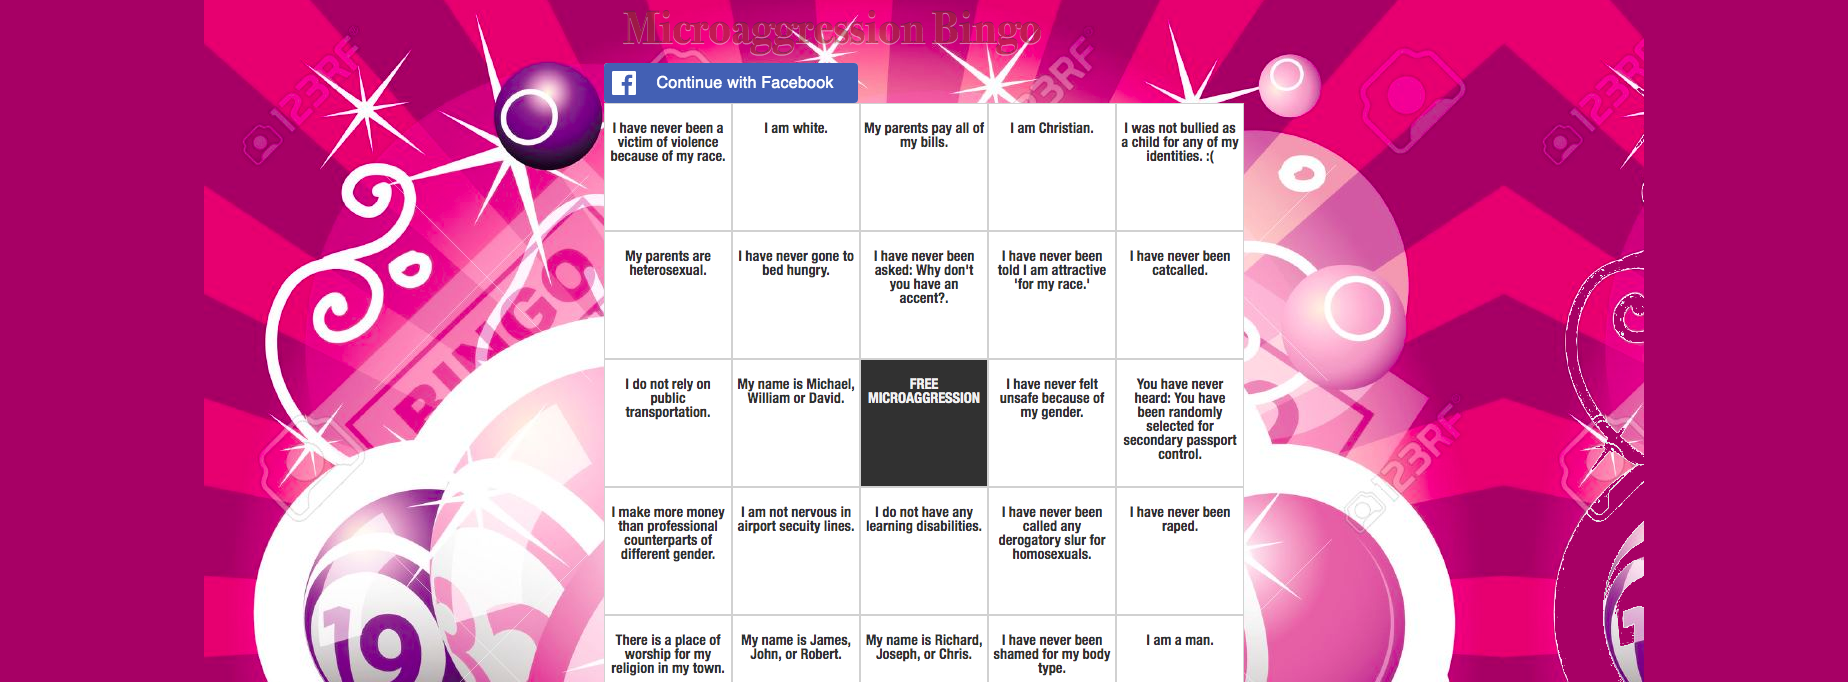 Microaggression Bingo
Continue with Facebook
I have never been a
victim of violence
because of my race.
I am white.
My parents pay all of
my bills.
I am Christian.
I was not bullied as
a child for any of my
identities. :(
My parents are
heterosexual.
I have never gone to
bed hungry.
I have never been
asked: Why don't
you have an
accent?.
I have never been
told I am attractive
'for my race.'
I have never been
catcalled.
I do not rely on
public
transportation.
My name is Michael,
William or David.
FREE
MICROAGGRESSION
I have never felt
unsafe because of
my gender.
You have never
heard: You have
been randomly
selected for
secondary passport
control.
I make more money
than professional
counterparts of
different gender.
I am not nervous in
airport secuity lines.
I do not have any
learning disabilities.
I have never been
called any
derogatory slur for
homosexuals.
I have never been
raped.
There is a place of
worship for my
religion in my town.
My name is James,
John, or Robert.
My name is Richard,
Joseph, or Chris.
I have never been
shamed for my body
type.
I am a man.
123RF
123RF
123RF
123RF
BINGO
19